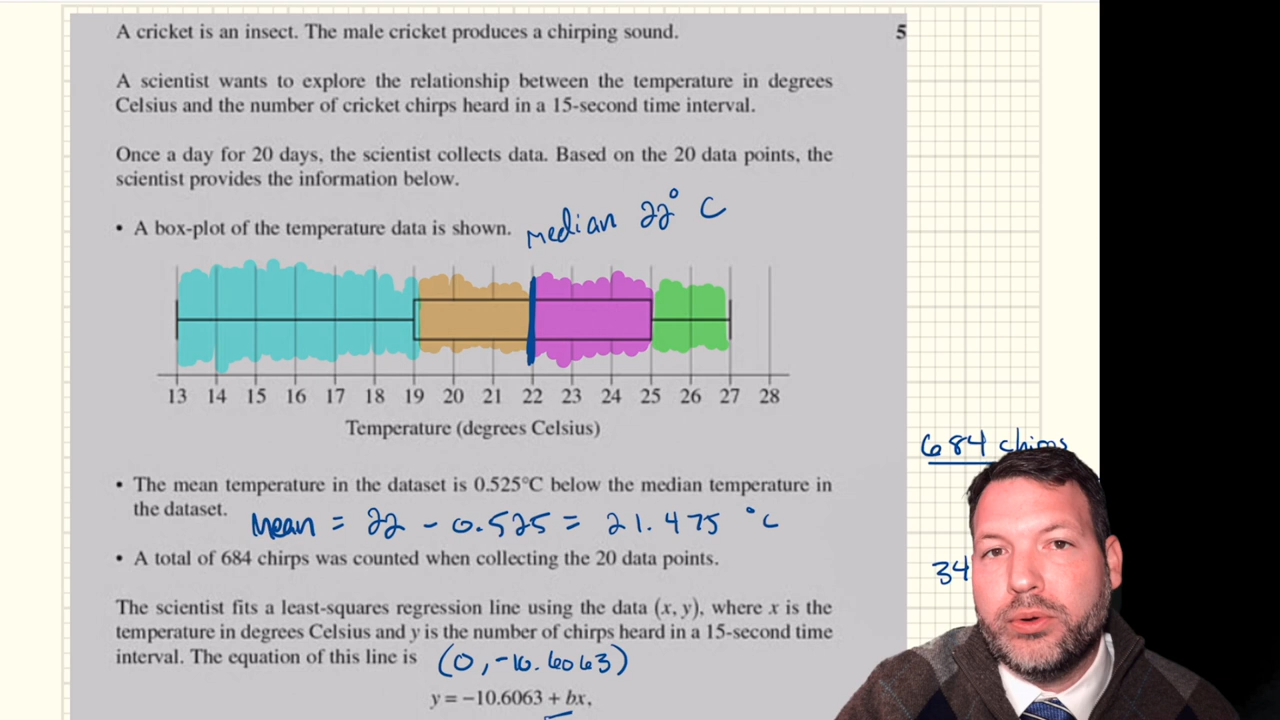 A cricket is an insect. The male cricket produces a chirping sound.
5
A scientist wants to explore the relationship between the temperature in degrees
Celsius and the number of cricket chirps heard in a 15-second time interval.
Once a day for 20 days, the scientist collects data. Based on the 20 data points, the
scientist provides the information below.
• A box-plot of the temperature data is shown.
median 22° C
13 14 15 16 17 18 19 20 21 22 23 24 25 26 27 28
Temperature (degrees Celsius)
684 chirps
• The mean temperature in the dataset is 0.525°C below the median temperature in
the dataset.
Mean = 22 - 0.525 = 21.475 °C
• A total of 684 chirps was counted when collecting the 20 data points.
34
The scientist fits a least-squares regression line using the data (x, y), where x is the
temperature in degrees Celsius and y is the number of chirps heard in a 15-second time
interval. The equation of this line is
(0, -10.6063)
y = −10.6063 + bx,